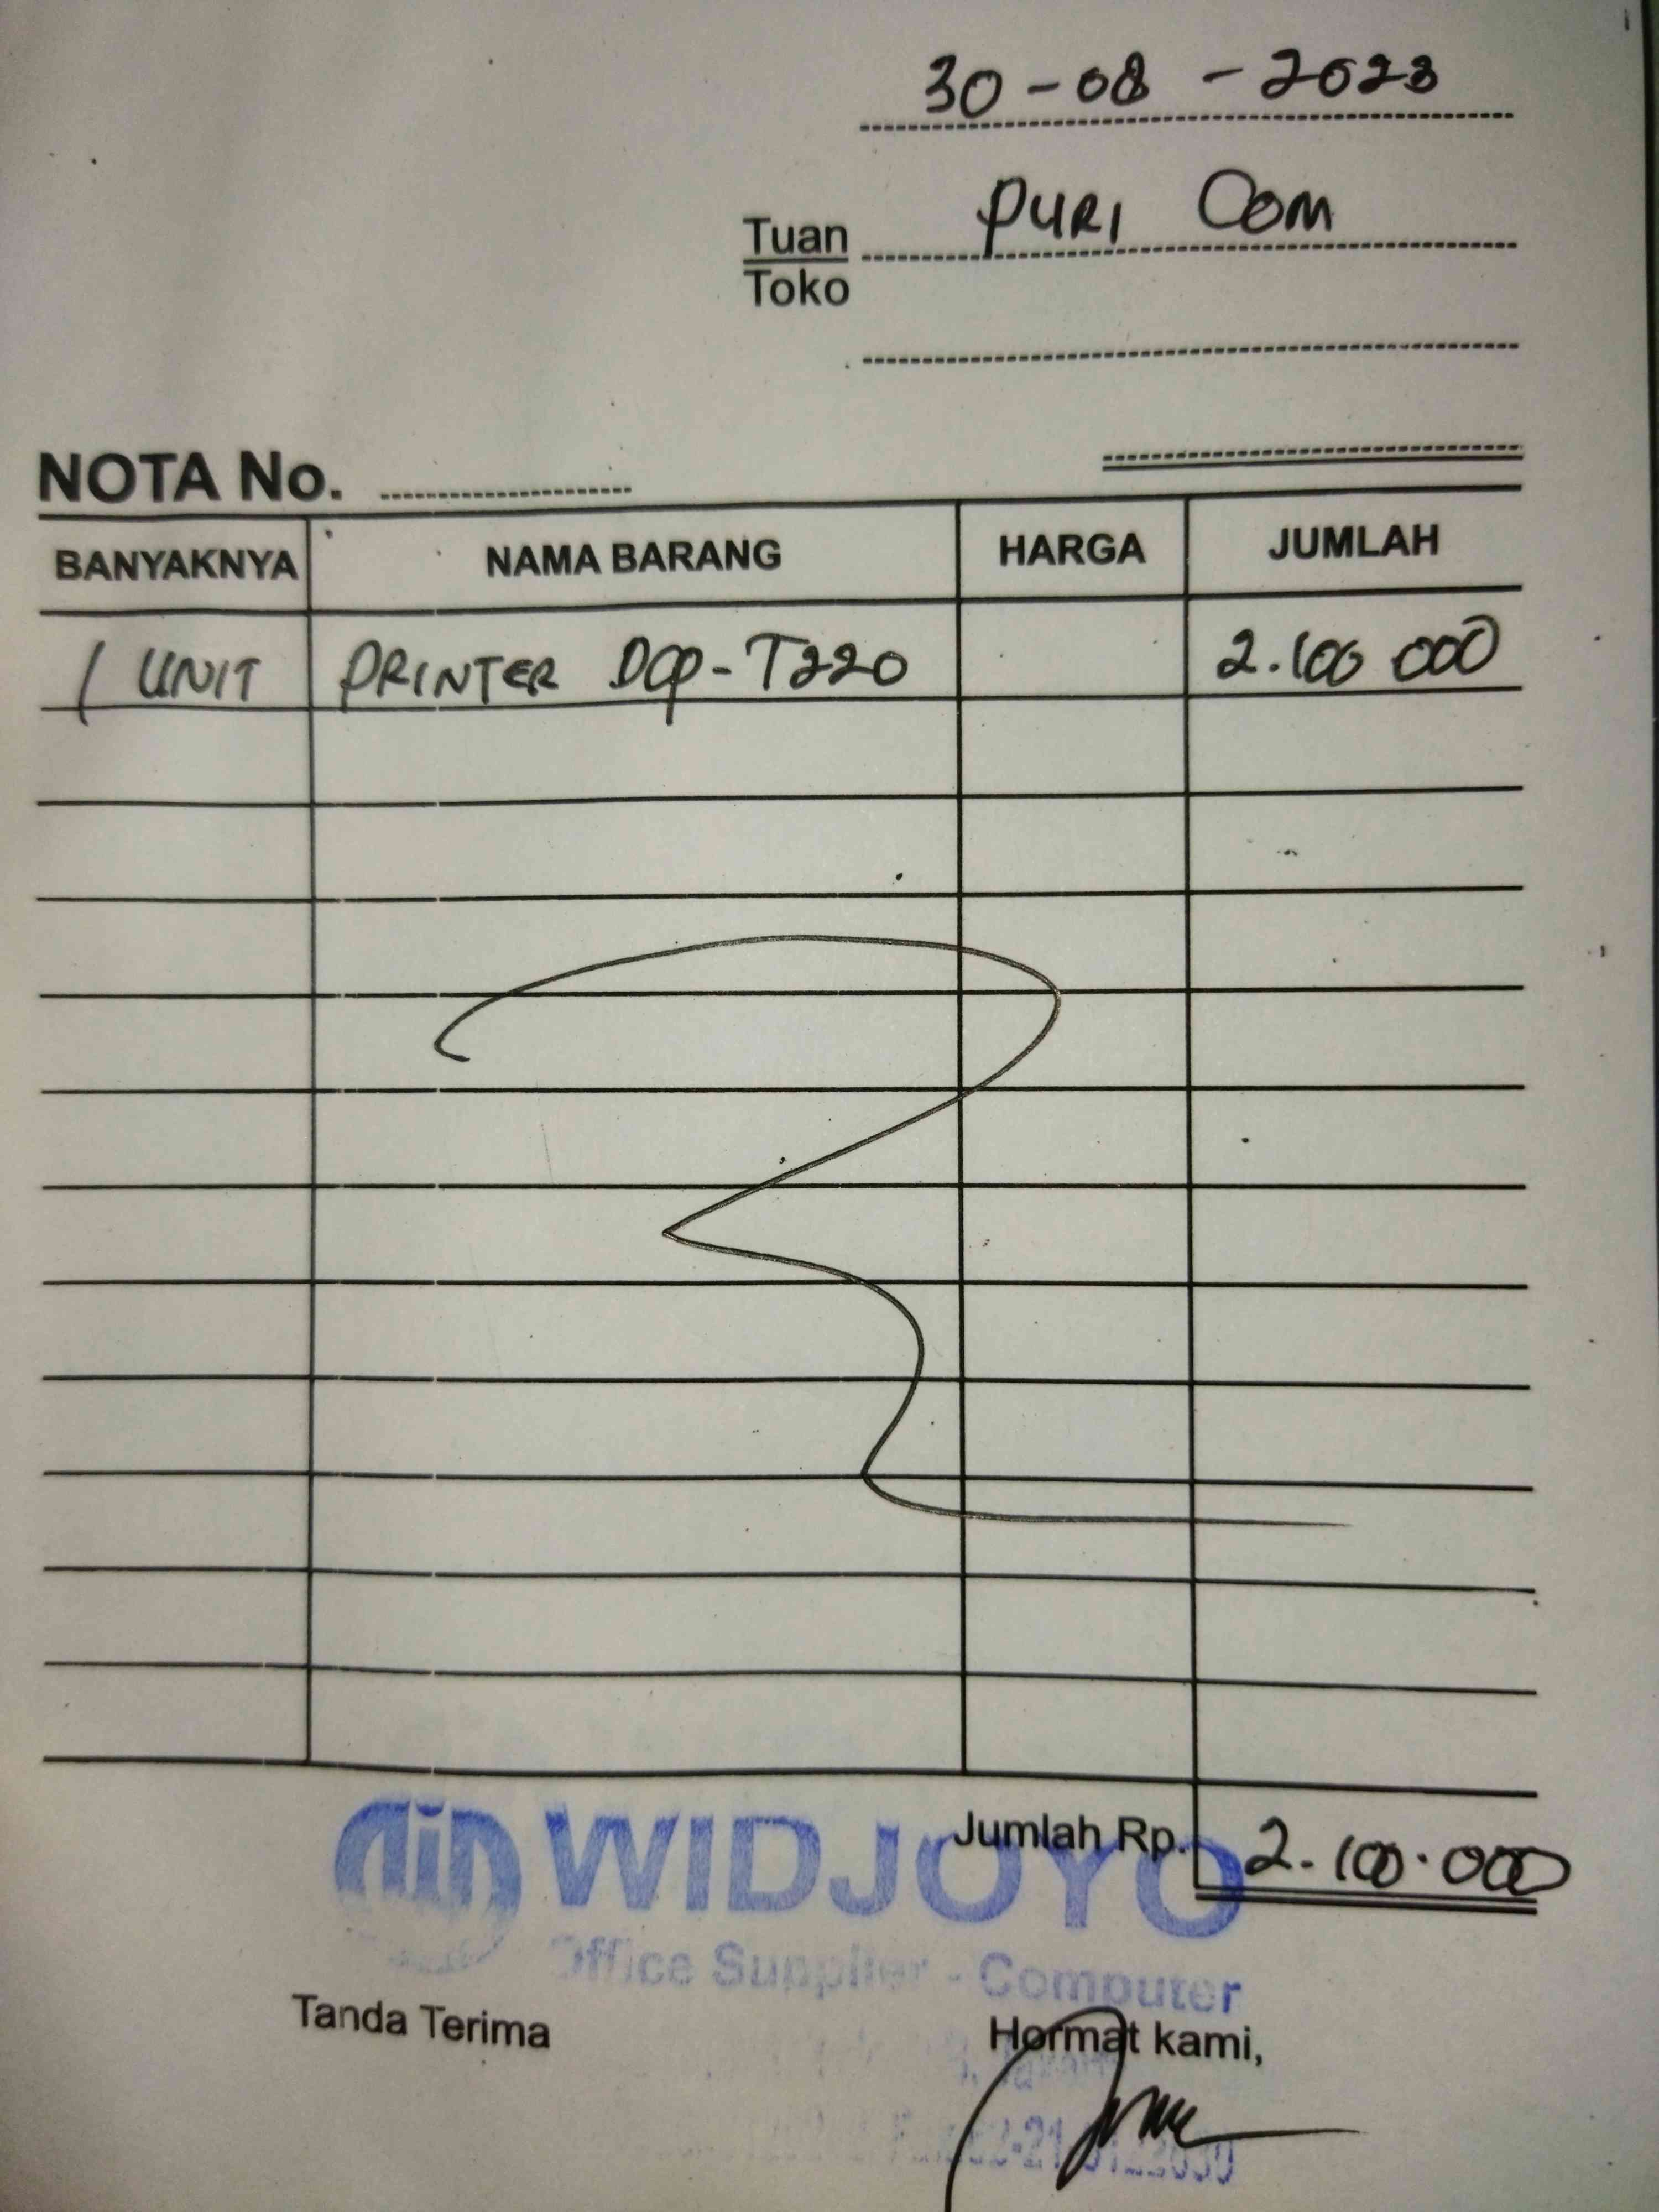 30-08-2023
PURI COM
Tuan
Toko
NOTA No.
BANYAKNYA NAMA BARANG HARGA JUMLAH
1 UNIT PRINTER DCP-T220 2.100 000
Jumlah Rp. 2.100.000
WIDJOYO
Office Supplier - Computer
Tanda Terima Hormat kami,